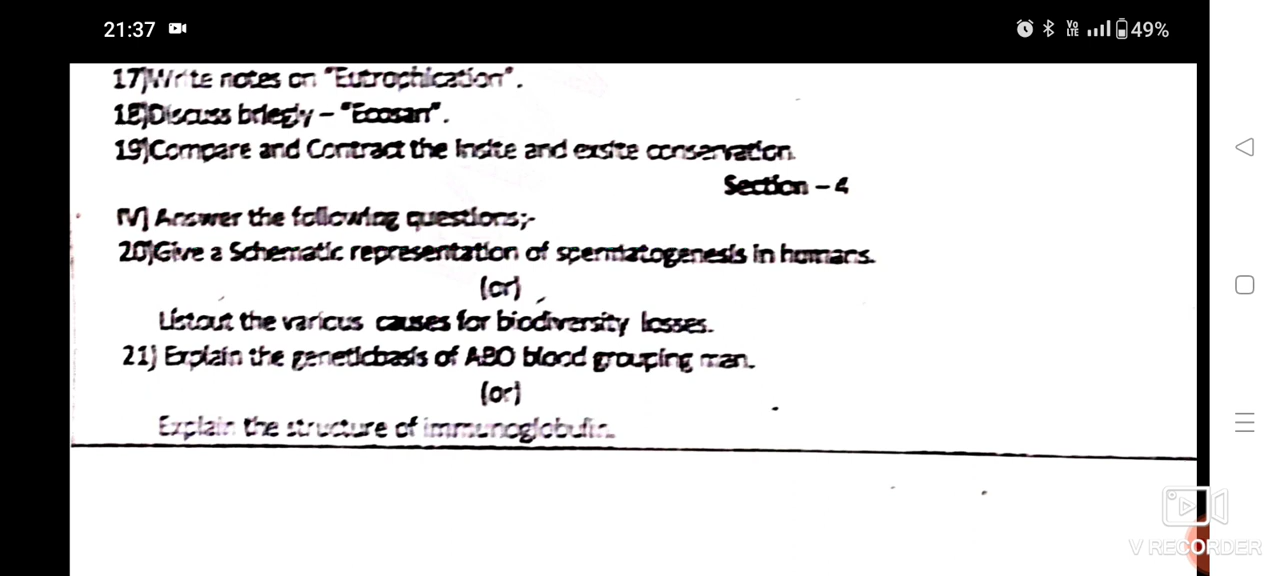 21:37 VO LTE 49%
17)Write notes on "Eutrophication".
18)Discuss briegly – "Ecosan".
19)Compare and Contract the Insite and exsite conservation.
Section – 4
IV) Answer the following questions;-
20)Give a Schematic representation of spermatogenesis in humans.
(or)
Listout the various causes for biodiversity losses.
21) Explain the geneticbasis of ABO blood grouping man.
(or)
Explain the structure of immunoglobulin.
V RECORDER